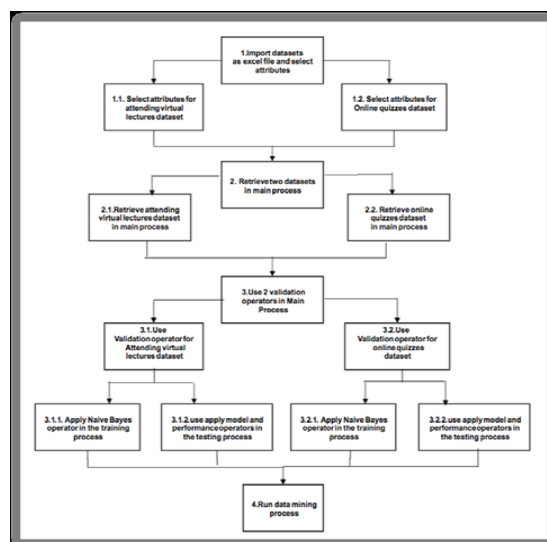 1.Import datasets
as excel file and select
attributes
1.1. Select attributes for
attending virtual
lectures dataset
1.2. Select attributes for
Online quizzes dataset
2. Retrieve two datasets
in main process
2.1.Retrieve attending
virtual lectures dataset
in main process
2.2. Retrieve online
quizzes dataset
in main process
3.Use 2 validation
operators in Main
Process
3.1.Use
Validation operator for
Attending virtual
lectures dataset
3.2.Use
Validation operator for
online quizzes
dataset
3.1.1. Apply Naive Bayes
operator in the training
process
3.1.2.use apply model and
performance operators in
the testing process
3.2.1. Apply Naive Bayes
operator in the training
process
3.2.2.use apply model and
performance operators in
the testing process
4.Run data mining
process